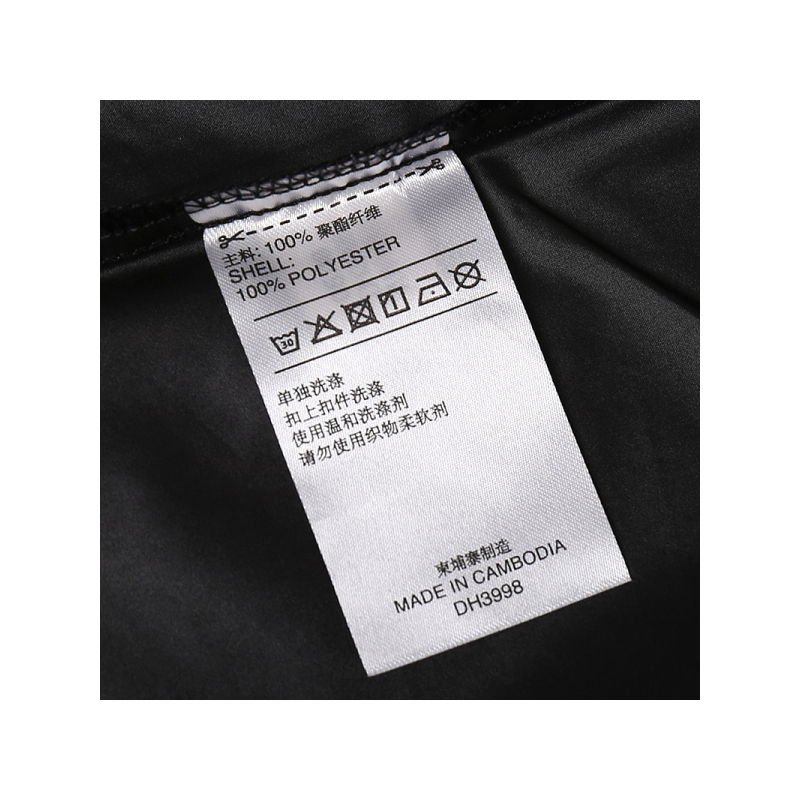 主料: 100% 聚酯纤维
SHELL:
100% POLYESTER
30
单独洗涤
扣上扣件洗涤
使用温和洗涤剂
请勿使用织物柔软剂
柬埔寨制造
MADE IN CAMBODIA
DH3998